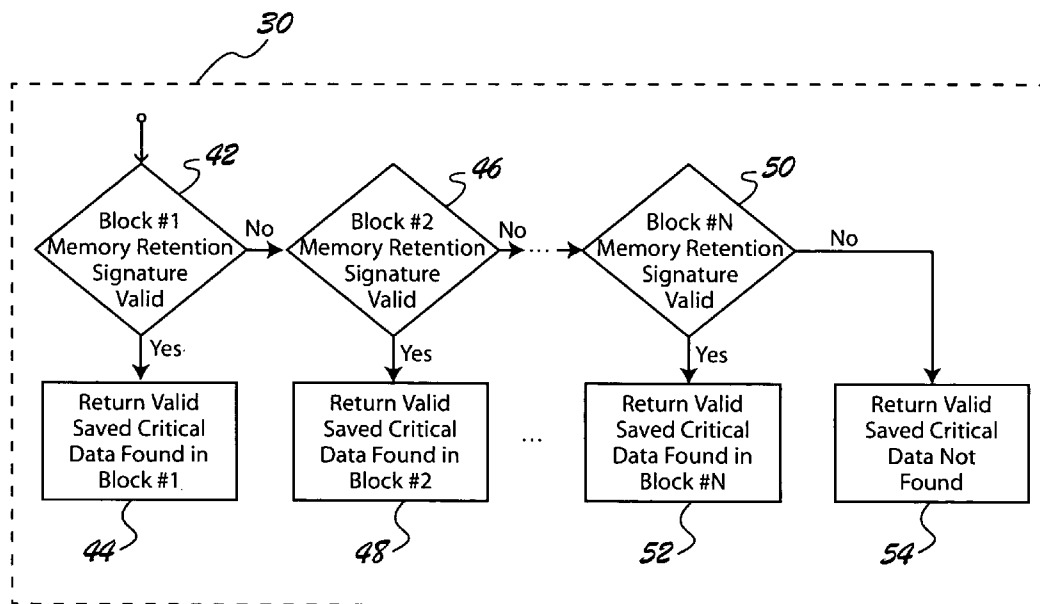 30
42
Block #1
Memory Retention
Signature
Valid
No
Yes
46
Block #2
Memory Retention
Signature
Valid
No
...
Yes
50
Block #N
Memory Retention
Signature
Valid
No
Yes
Return Valid
Saved Critical
Data Found in
Block #1
44
Return Valid
Saved Critical
Data Found in
Block #2
48
...
Return Valid
Saved Critical
Data Found in
Block #N
52
Return Valid
Saved Critical
Data Not
Found
54